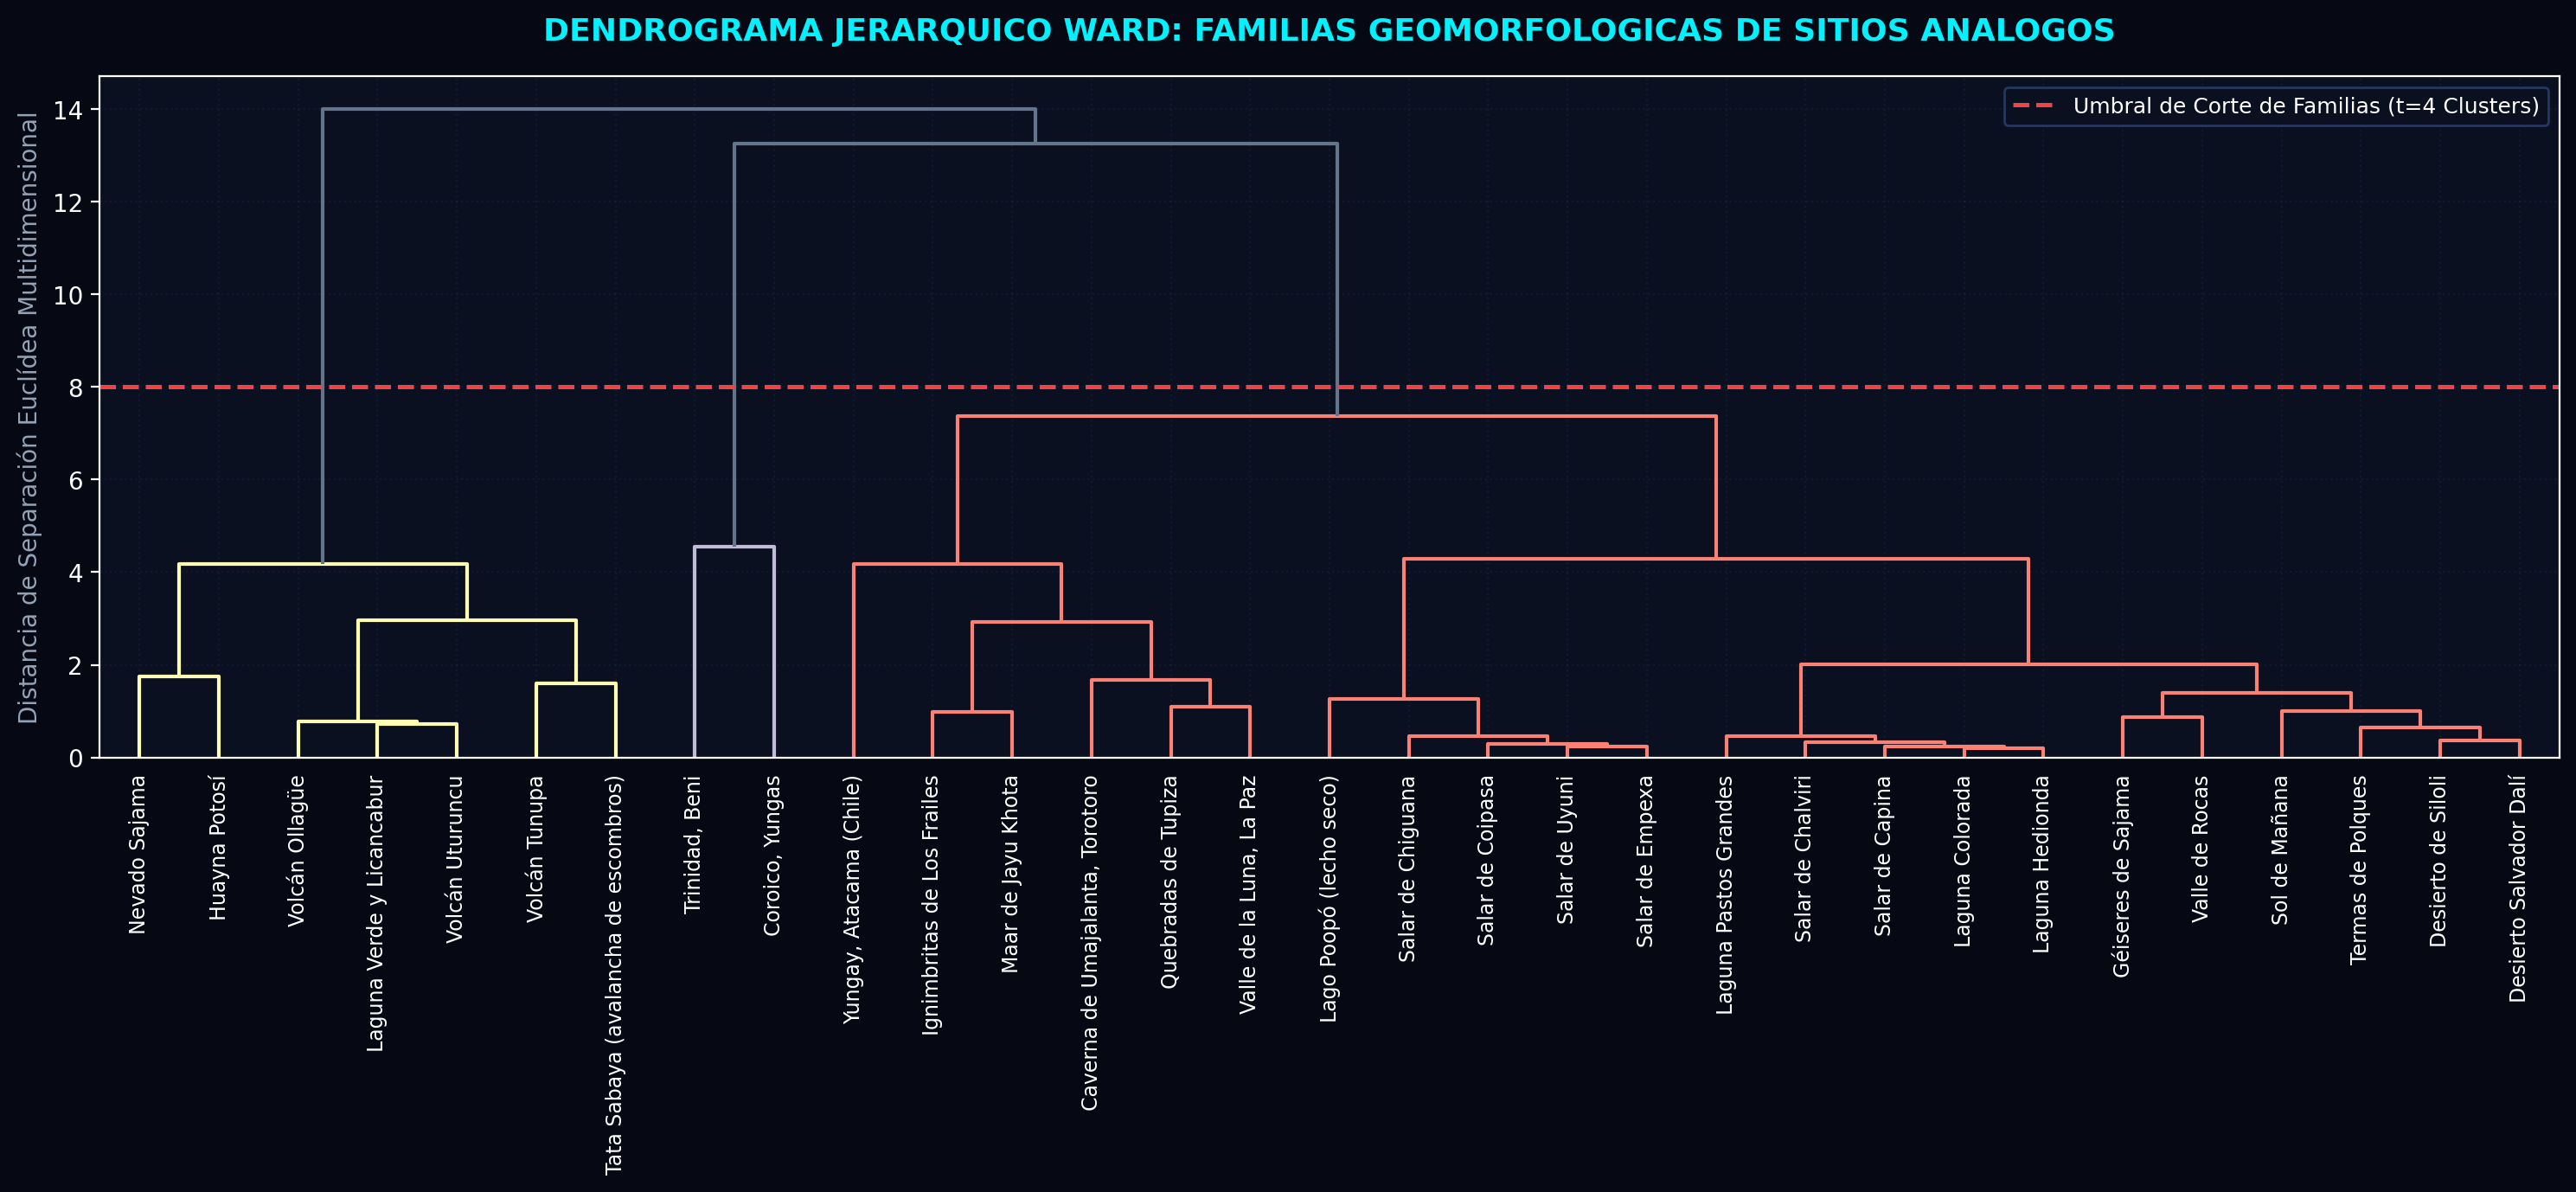 DENDROGRAMA JERARQUICO WARD: FAMILIAS GEOMORFOLOGICAS DE SITIOS ANALOGOS
Umbral de Corte de Familias (t=4 Clusters)
Distancia de Separación Euclídea Multidimensional
14
12
10
8
6
4
2
0
Nevado Sajama
Huayna Potosí
Volcán Ollagüe
Laguna Verde y Licancabur
Volcán Uturuncu
Volcán Tunupa
Tata Sabaya (avalancha de escombros)
Trinidad, Beni
Coroico, Yungas
Yungay, Atacama (Chile)
Ignimbritas de Los Frailes
Maar de Jayu Khota
Caverna de Umajalanta, Torotoro
Quebradas de Tupiza
Valle de la Luna, La Paz
Lago Poopó (lecho seco)
Salar de Chiguana
Salar de Coipasa
Salar de Uyuni
Salar de Empexa
Laguna Pastos Grandes
Salar de Chalviri
Salar de Capina
Laguna Colorada
Laguna Hedionda
Géiseres de Sajama
Valle de Rocas
Sol de Mañana
Termas de Polques
Desierto de Siloli
Desierto Salvador Dalí